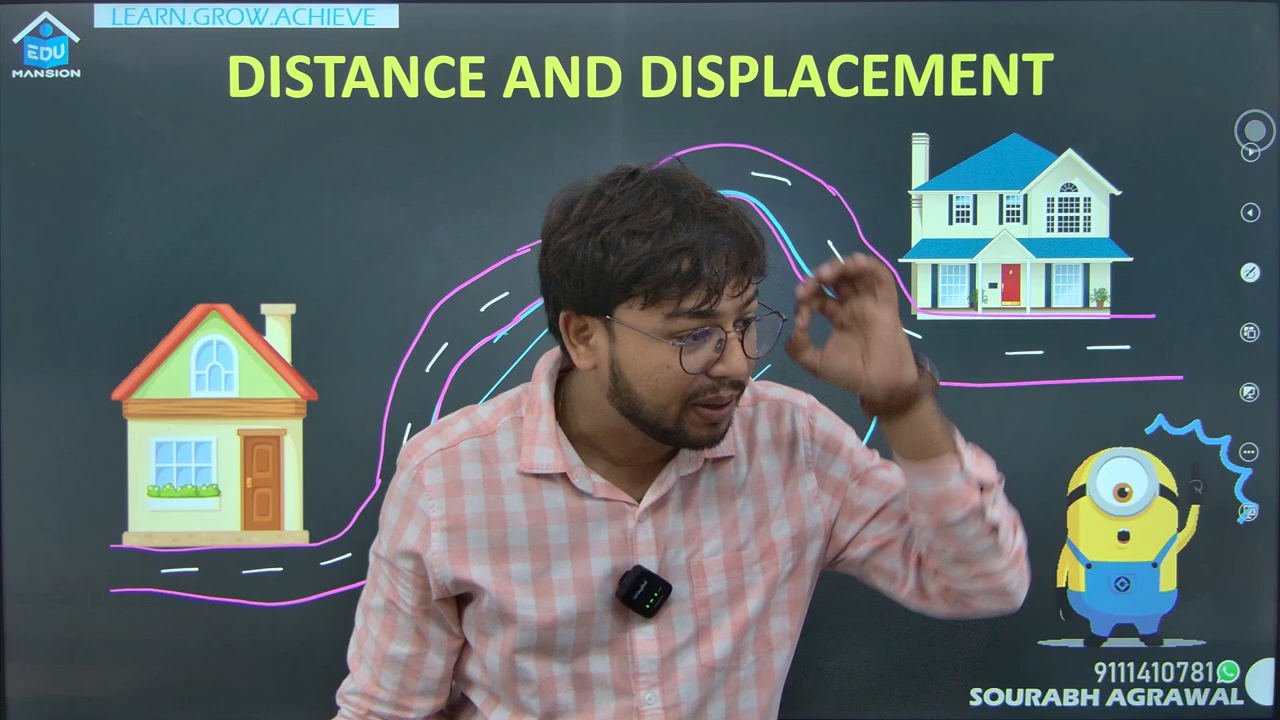 LEARN.GROW.ACHIEVE
EDU
MANSION
DISTANCE AND DISPLACEMENT
9111410781
SOURABH AGRAWAL